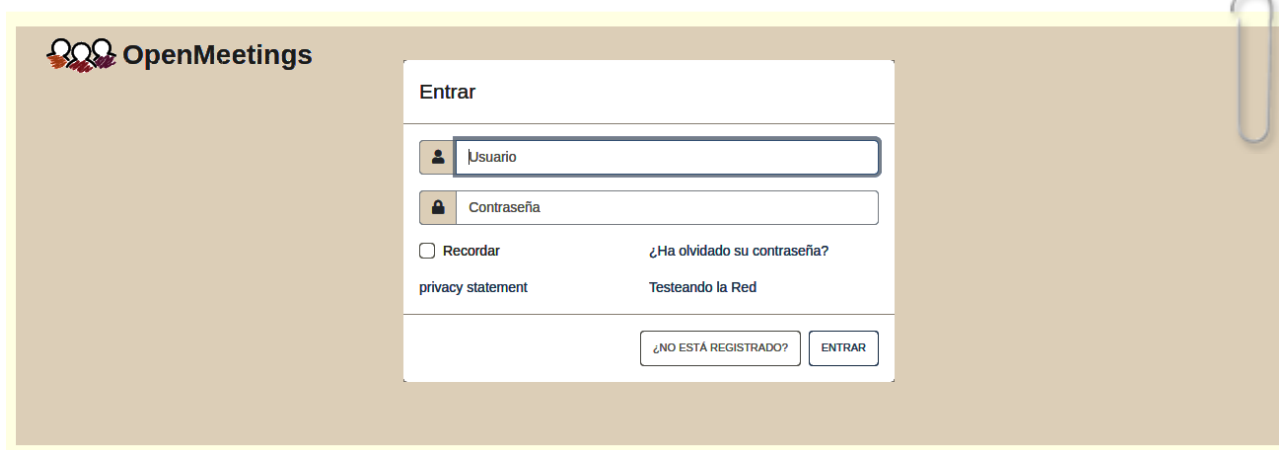 OpenMeetings
Entrar
Usuario
Contraseña
Recordar
¿Ha olvidado su contraseña?
privacy statement
Testeando la Red
¿NO ESTÁ REGISTRADO?
ENTRAR